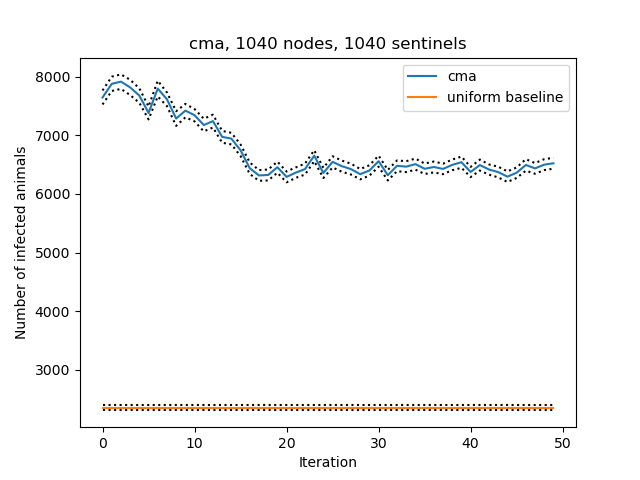 cma, 1040 nodes, 1040 sentinels
cma
uniform baseline
8000
7000
6000
5000
4000
3000
Number of infected animals
0
10
20
30
40
50
Iteration